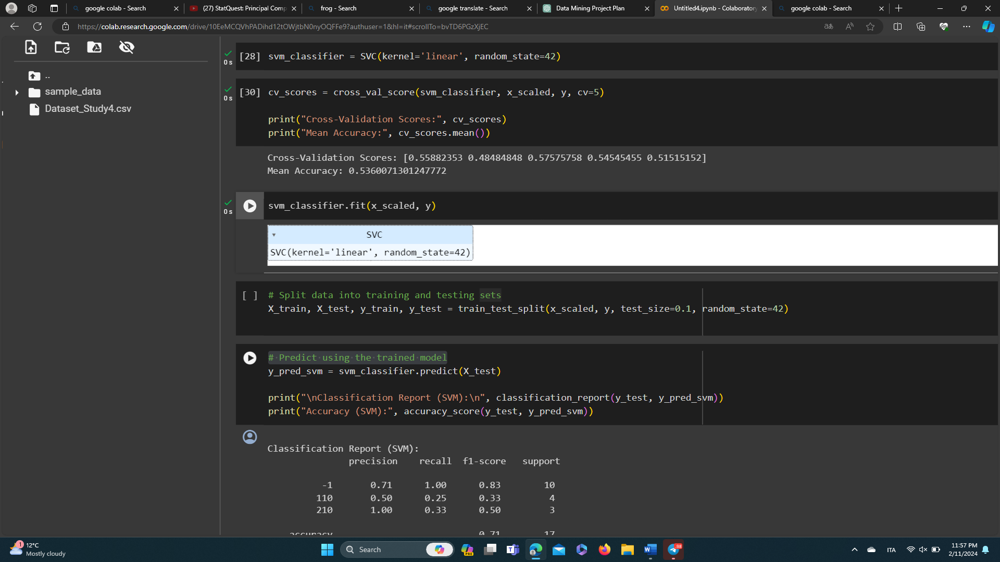 google colab - Search
(27) StatQuest: Principal Comp
frog - Search
google translate - Search
Data Mining Project Plan
Untitled4.ipynb - Colaboratory
google colab - Search
https://colab.research.google.com/drive/10EeMCQVhPADihd12tOWjtbN0nyOQFFe9?authuser=1&hl=it#scrollTo=bvTD6PGzXjEC
..
sample_data
Dataset_Study4.csv
0 s
[28] svm_classifier = SVC(kernel='linear', random_state=42)
0 s
[30] cv_scores = cross_val_score(svm_classifier, x_scaled, y, cv=5)
print("Cross-Validation Scores:", cv_scores)
print("Mean Accuracy:", cv_scores.mean())
Cross-Validation Scores: [0.55882353 0.48484848 0.57575758 0.54545455 0.51515152]
Mean Accuracy: 0.5360071301247772
0 s
svm_classifier.fit(x_scaled, y)
SVC
SVC(kernel='linear', random_state=42)
[ ] # Split data into training and testing sets
X_train, X_test, y_train, y_test = train_test_split(x_scaled, y, test_size=0.1, random_state=42)
# Predict using the trained model
y_pred_svm = svm_classifier.predict(X_test)
print("\nClassification Report (SVM):\n", classification_report(y_test, y_pred_svm))
print("Accuracy (SVM):", accuracy_score(y_test, y_pred_svm))
Classification Report (SVM):
precision recall f1-score support
-1 0.71 1.00 0.83 10
110 0.50 0.25 0.33 4
210 1.00 0.33 0.50 3
accuracy 0.71 17
1
12°C
Mostly cloudy
Search
PRE
98
ITA
11:57 PM
2/11/2024